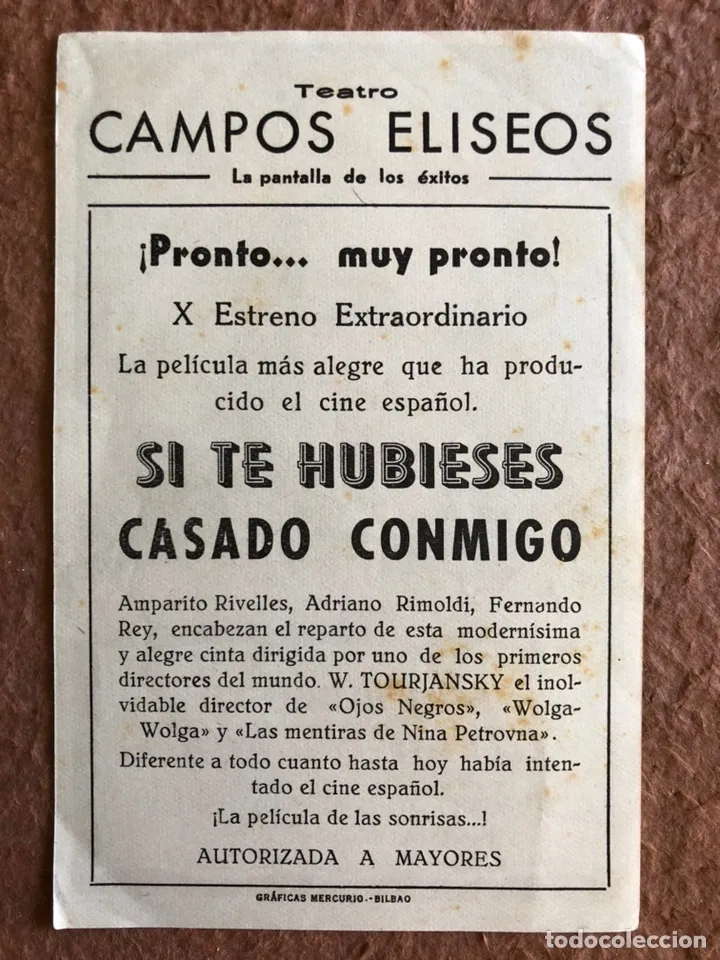 Teatro
CAMPOS ELISEOS
La pantalla de los éxitos
¡Pronto... muy pronto!
X Estreno Extraordinario
La película más alegre que ha produ-
cido el cine español.
SI TE HUBIESES
CASADO CONMIGO
Amparito Rivelles, Adriano Rimoldi, Fernando
Rey, encabezan el reparto de esta modernísima
y alegre cinta dirigida por uno de los primeros
directores del mundo. W. TOURJANSKY el inol-
vidable director de «Ojos Negros», «Wolga-
Wolga» y «Las mentiras de Nina Petrovna».
Diferente a todo cuanto hasta hoy había inten-
tado el cine español.
¡La película de las sonrisas...!
AUTORIZADA A MAYORES
GRÁFICAS MERCURIO.-BILBAO
todocoleccion